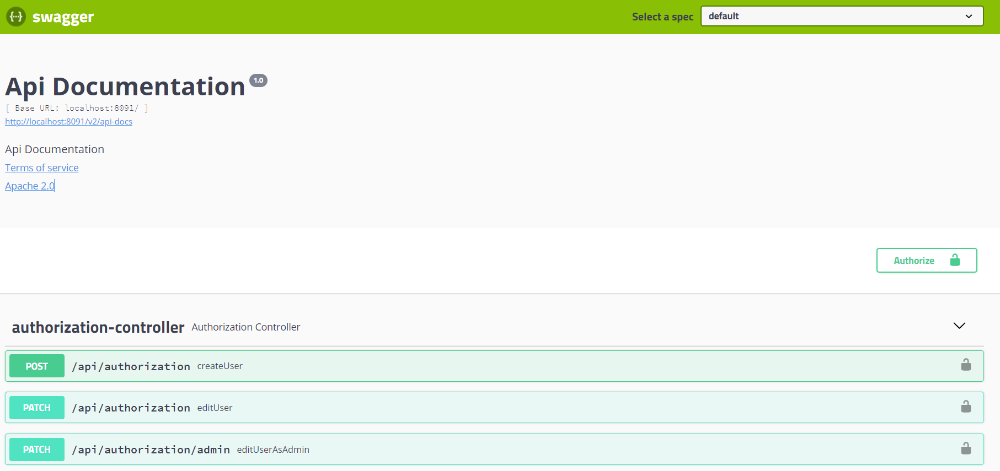 {···} swagger
Select a spec default
Api Documentation 1.0
[ Base URL: localhost:8091/ ]
http://localhost:8091/v2/api-docs
Api Documentation
Terms of service
Apache 2.0
Authorize
authorization-controller Authorization Controller
POST /api/authorization createUser
PATCH /api/authorization editUser
PATCH /api/authorization/admin editUserAsAdmin